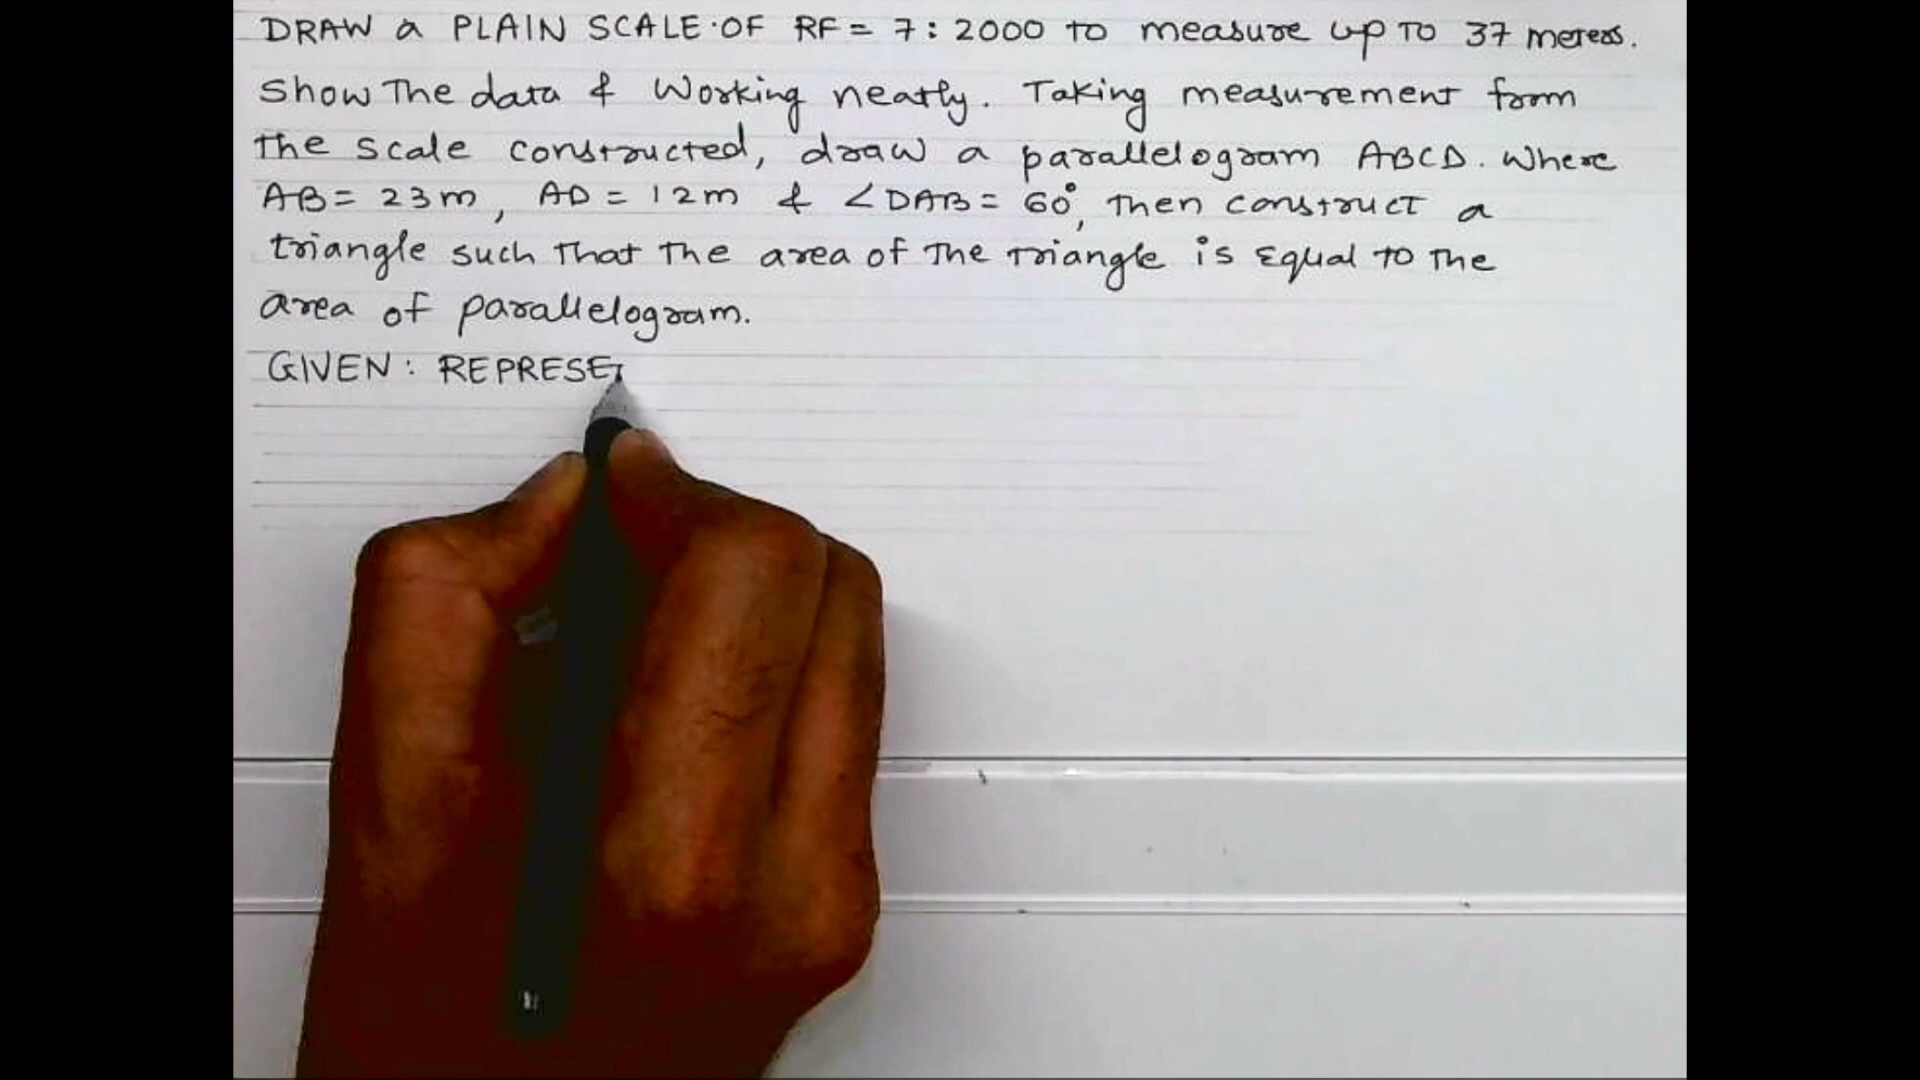 DRAW a PLAIN SCALE OF RF = 7:2000 to measure up to 37 meters.
Show The data & Working neatly. Taking measurement from
the scale constructed, draw a parallelogram ABCD. Where
AB = 23m, AD = 12m & ∠DAB = 60°, then construct a
triangle such that the area of the triangle is equal to the
area of parallelogram.
GIVEN: REPRESE